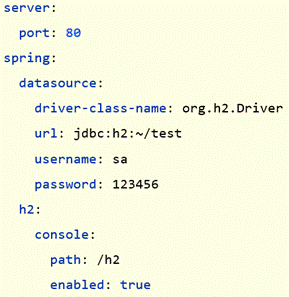 server:
  port: 80
spring:
  datasource:
    driver-class-name: org.h2.Driver
    url: jdbc:h2:~/test
    username: sa
    password: 123456
  h2:
    console:
      path: /h2
      enabled: true